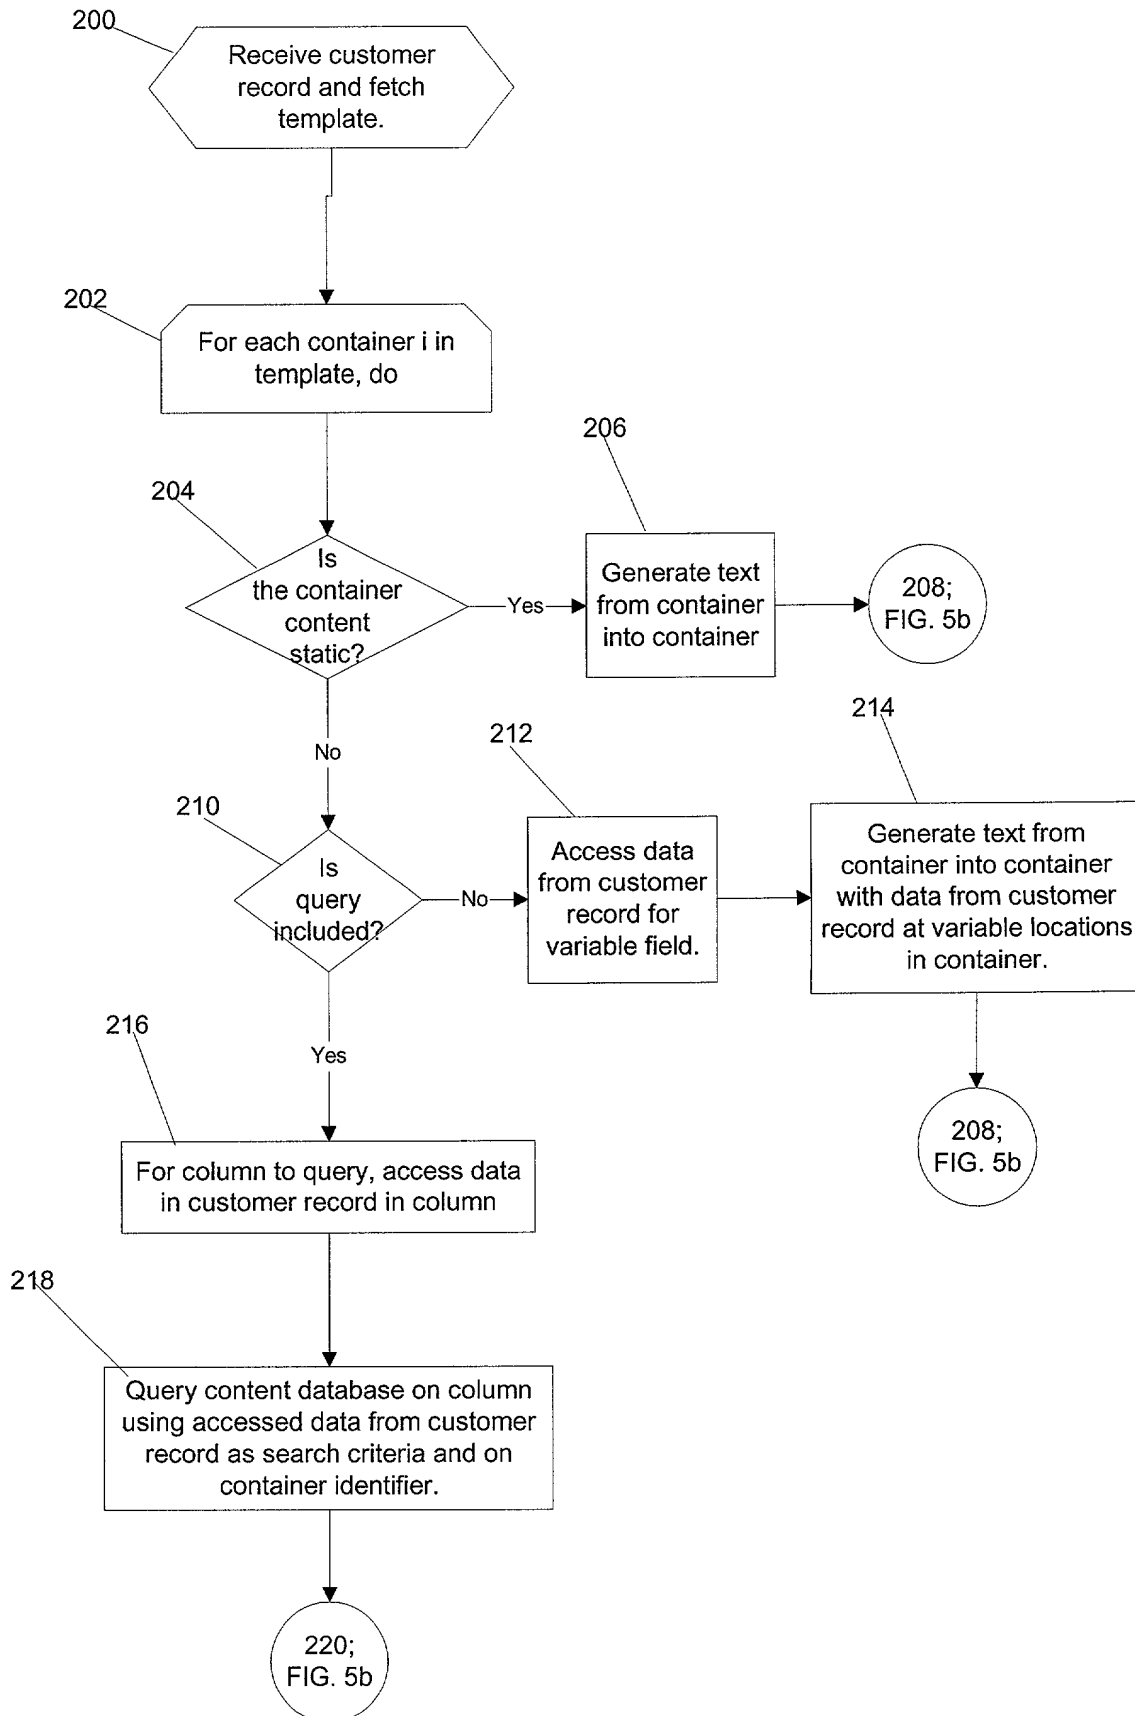 200
Receive customer
record and fetch
template.
202
For each container i in
template, do
204
Is
the container
content
static?
Yes
206
Generate text
from container
into container
208;
FIG. 5b
No
210
Is
query
included?
No
212
Access data
from customer
record for
variable field.
214
Generate text from
container into container
with data from customer
record at variable locations
in container.
208;
FIG. 5b
Yes
216
For column to query, access data
in customer record in column
218
Query content database on column
using accessed data from customer
record as search criteria and on
container identifier.
220;
FIG. 5b